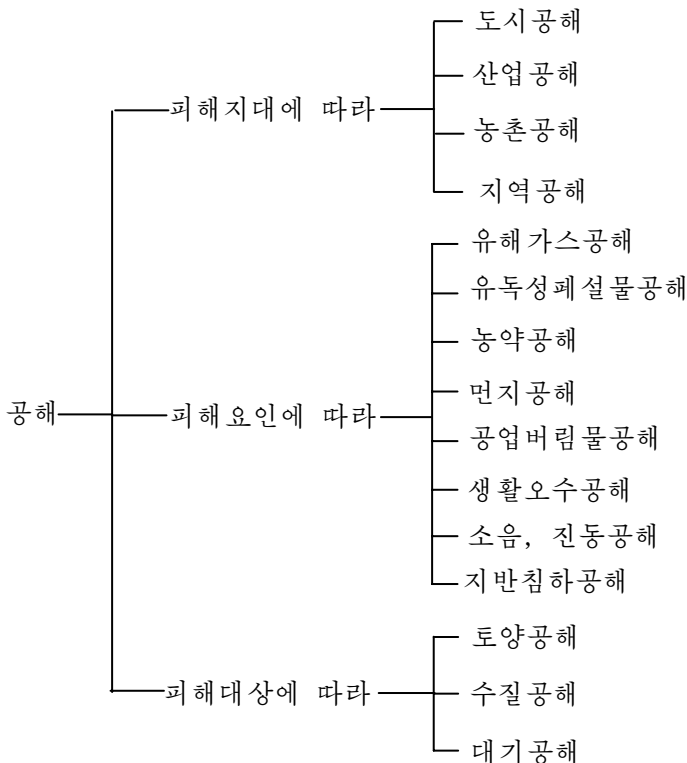 도시공해
산업공해
피해지대에 따라
농촌공해
지역공해
유해가스공해
유독성페설물공해
농약공해
먼지공해
공해
피해요인에 따라
공업버림물공해
생활오수공해
소음, 진동공해
지반침하공해
토양공해
피해대상에 따라
수질공해
대기공해